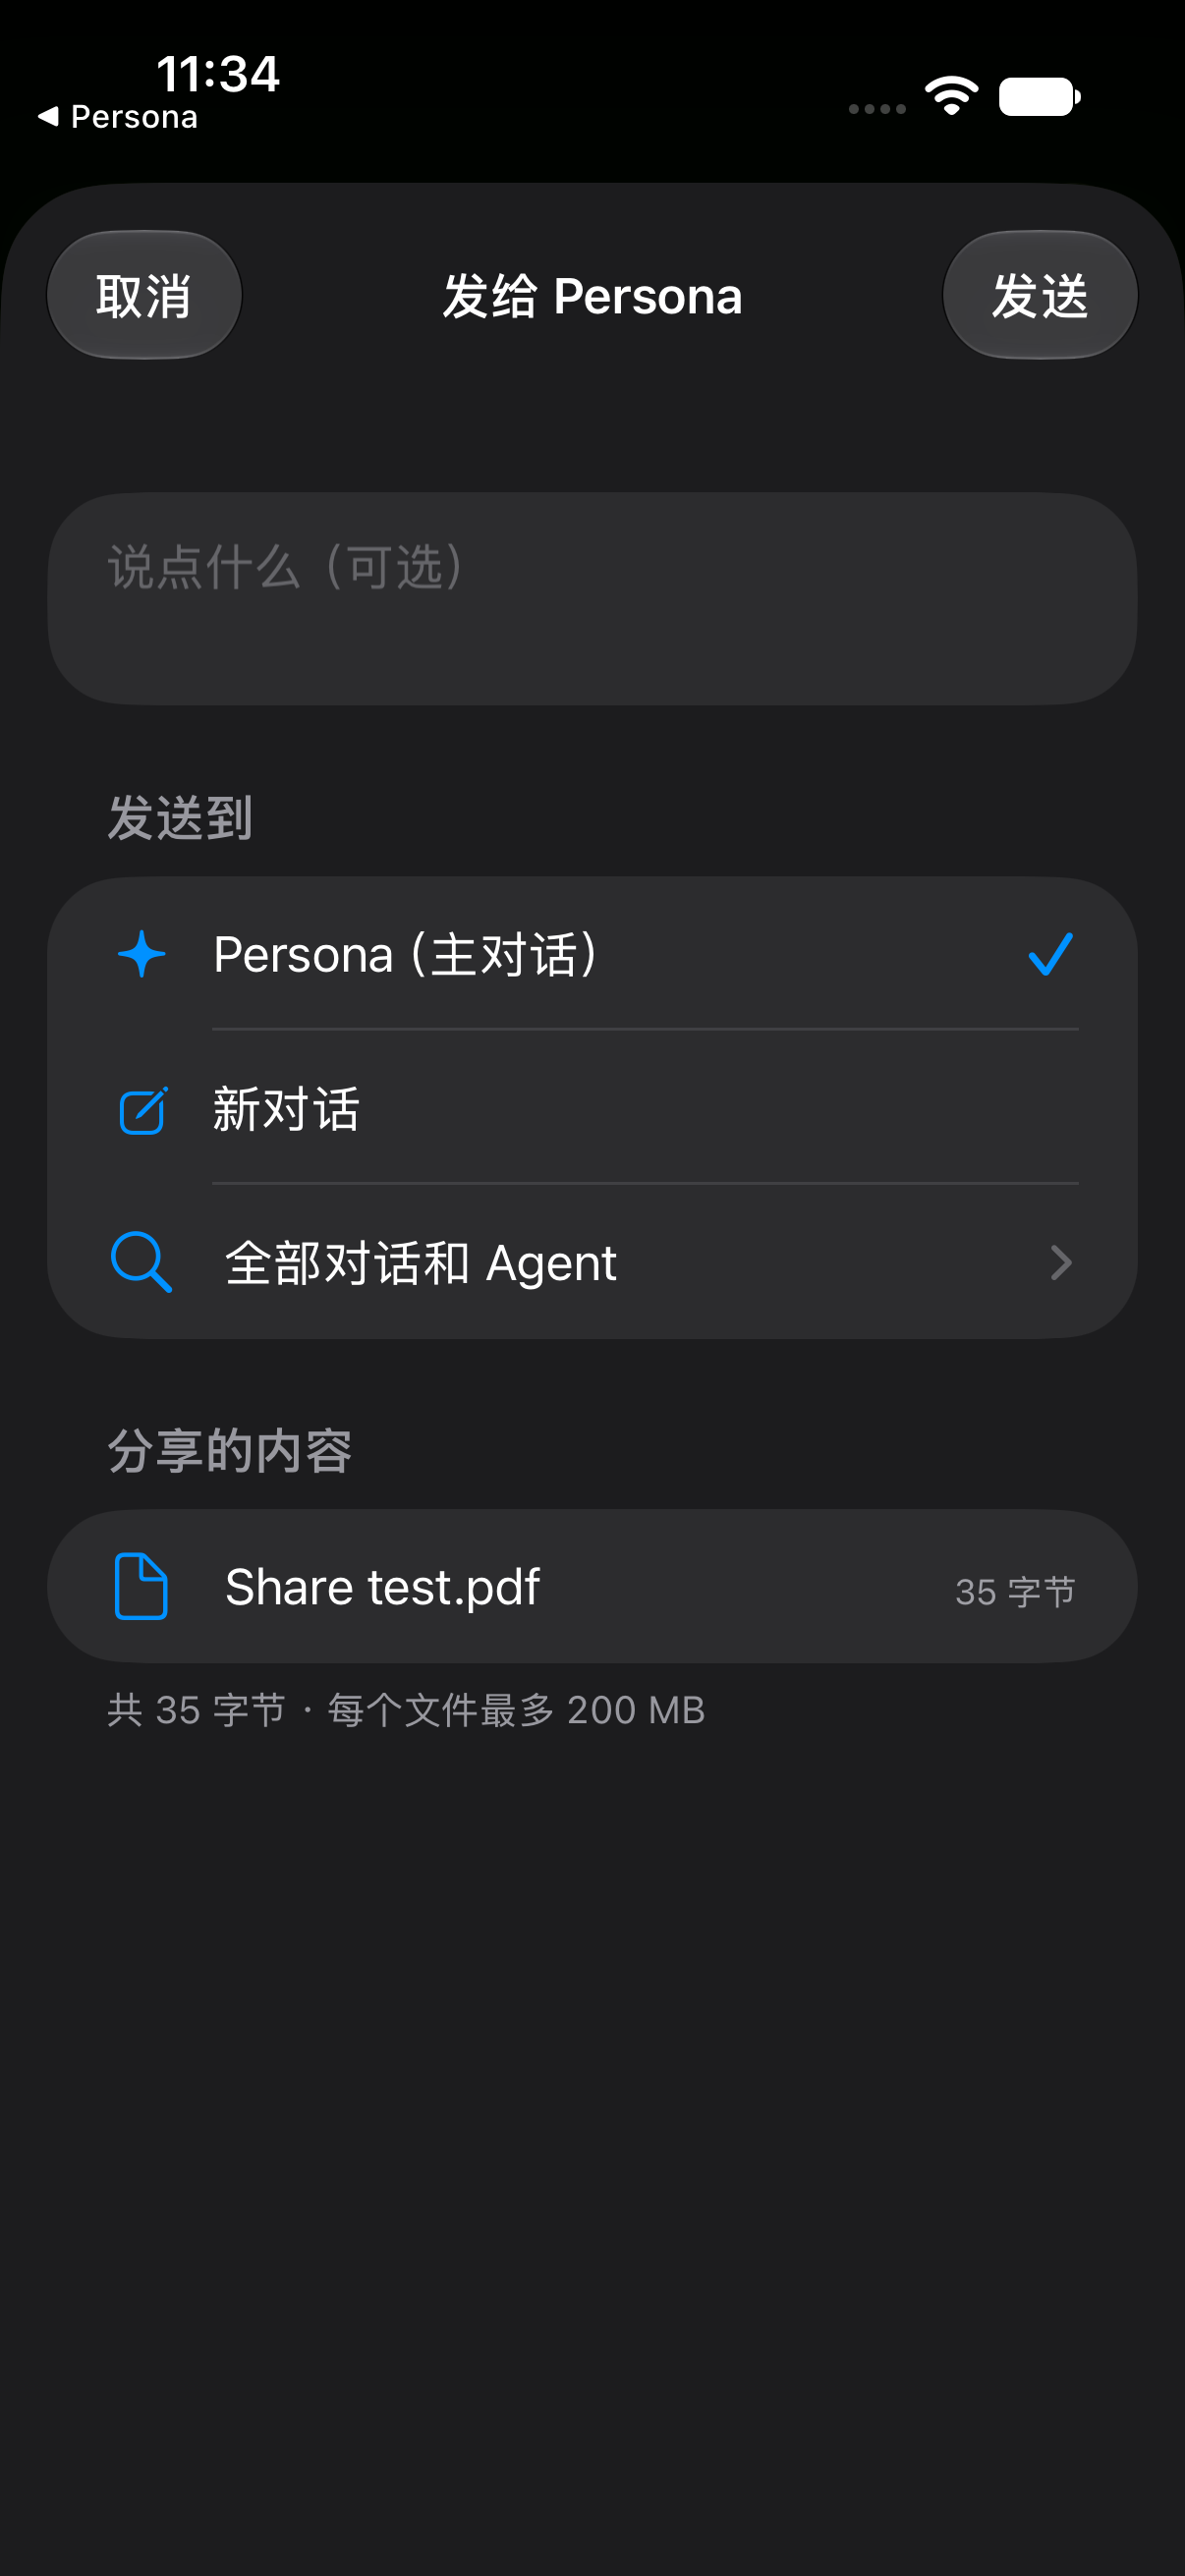 11:34
Persona
取消
发给 Persona
发送
说点什么（可选）
发送到
Persona（主对话）
新对话
全部对话和 Agent
分享的内容
Share test.pdf
35 字节
共 35 字节 · 每个文件最多 200 MB